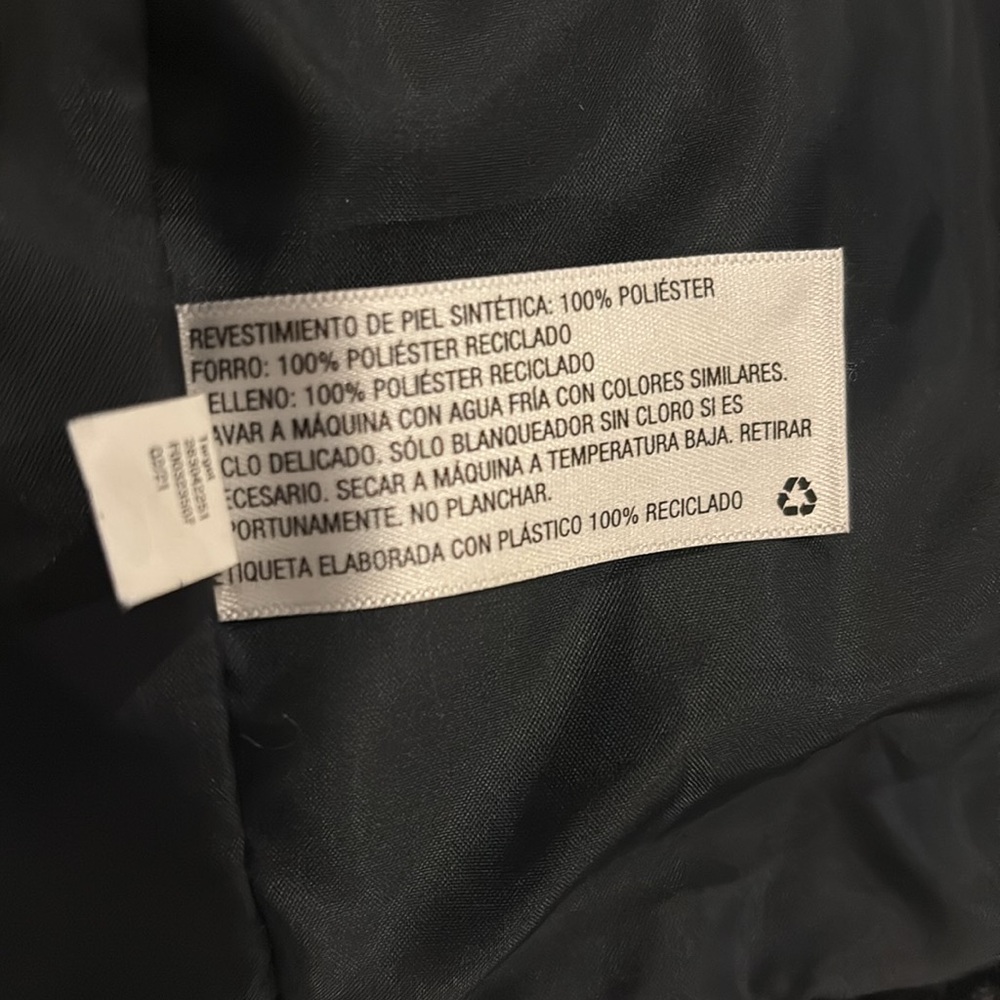 REVESTIMIENTO DE PIEL SINTÉTICA: 100% POLIÉSTER
FORRO: 100% POLIÉSTER RECICLADO
ELLENO: 100% POLIÉSTER RECICLADO
AVAR A MÁQUINA CON AGUA FRÍA CON COLORES SIMILARES.
CLO DELICADO. SÓLO BLANQUEADOR SIN CLORO SI ES
ECESARIO. SECAR A MÁQUINA A TEMPERATURA BAJA. RETIRAR
PORTUNAMENTE. NO PLANCHAR.
ETIQUETA ELABORADA CON PLÁSTICO 100% RECICLADO
Target